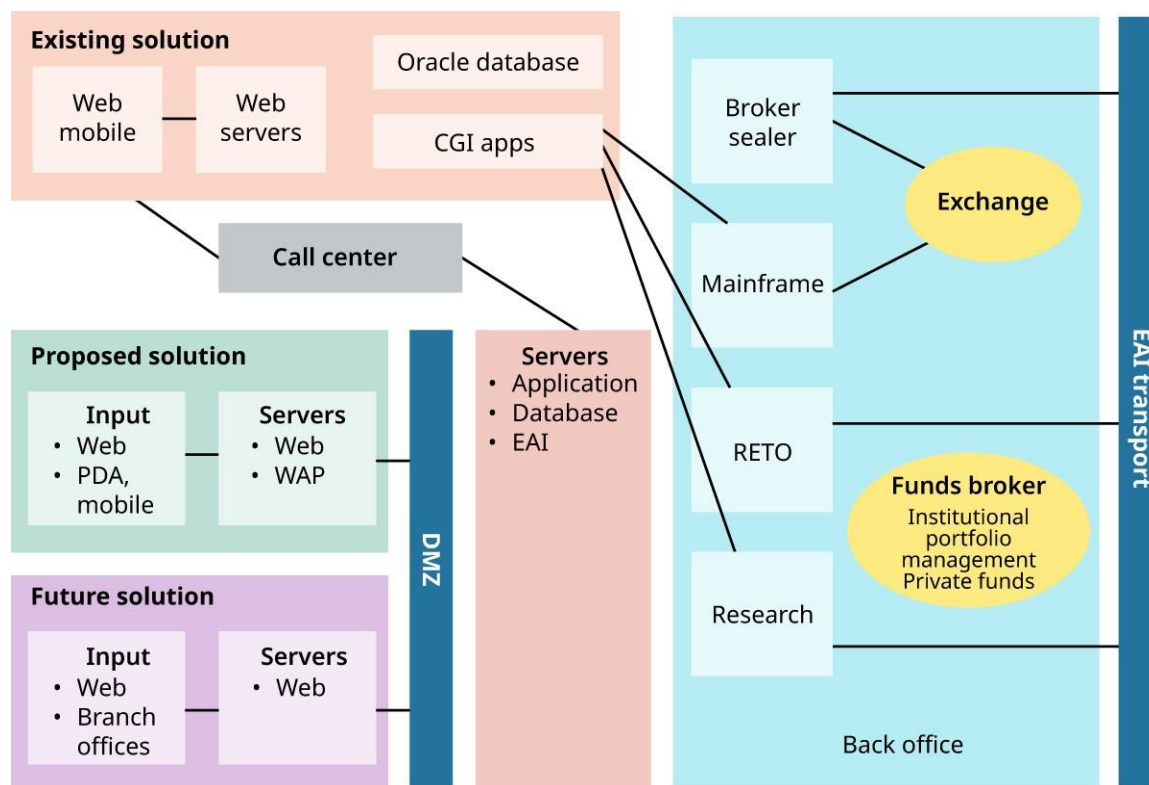 Existing solution
Web
mobile
Web
servers
Oracle database
CGI apps
Call center
Proposed solution
Input
• Web
• PDA,
mobile
Servers
• Web
• WAP
Future solution
Input
• Web
• Branch
offices
Servers
• Web
DMZ
Servers
• Application
• Database
• EAI
Broker
sealer
Mainframe
RETO
Research
Exchange
Funds broker
Institutional
portfolio
management
Private funds
Back office
EAI transport